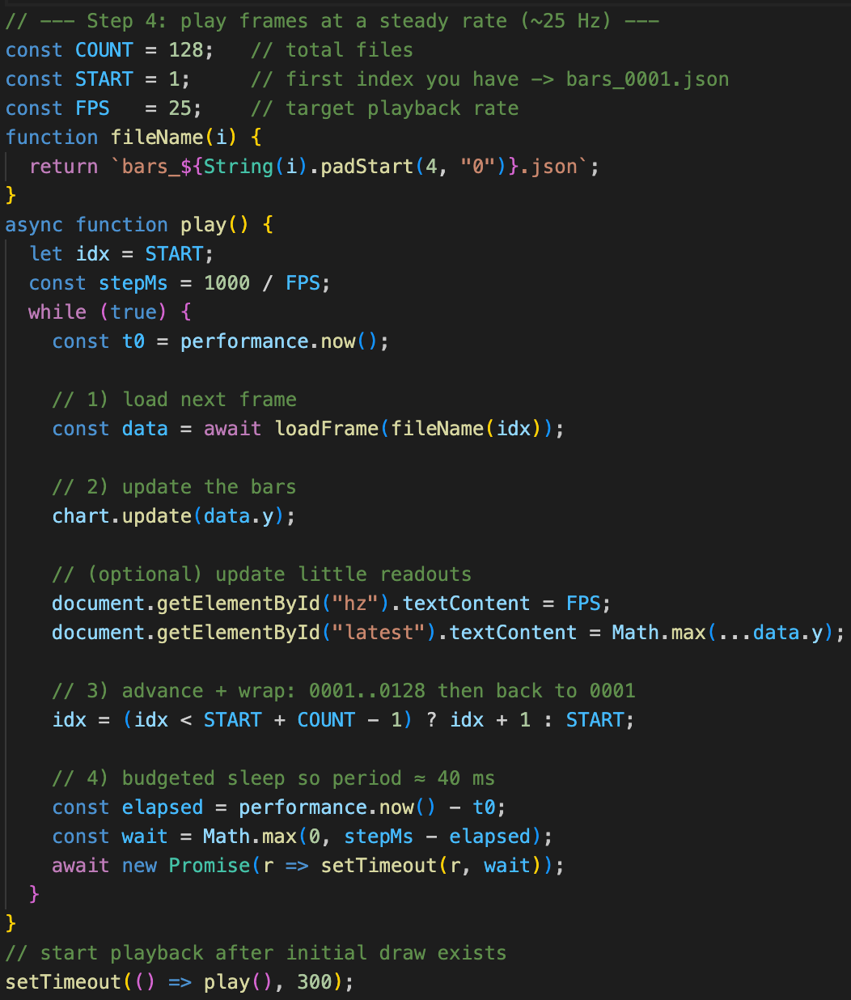 // --- Step 4: play frames at a steady rate (~25 Hz) ---
const COUNT = 128;   // total files
const START = 1;     // first index you have -> bars_0001.json
const FPS   = 25;    // target playback rate
function fileName(i) {
  return `bars_${String(i).padStart(4, "0")}.json`;
}
async function play() {
  let idx = START;
  const stepMs = 1000 / FPS;
  while (true) {
    const t0 = performance.now();

    // 1) load next frame
    const data = await loadFrame(fileName(idx));

    // 2) update the bars
    chart.update(data.y);

    // (optional) update little readouts
    document.getElementById("hz").textContent = FPS;
    document.getElementById("latest").textContent = Math.max(...data.y);

    // 3) advance + wrap: 0001..0128 then back to 0001
    idx = (idx < START + COUNT - 1) ? idx + 1 : START;

    // 4) budgeted sleep so period ≈ 40 ms
    const elapsed = performance.now() - t0;
    const wait = Math.max(0, stepMs - elapsed);
    await new Promise(r => setTimeout(r, wait));
  }
}
// start playback after initial draw exists
setTimeout(() => play(), 300);